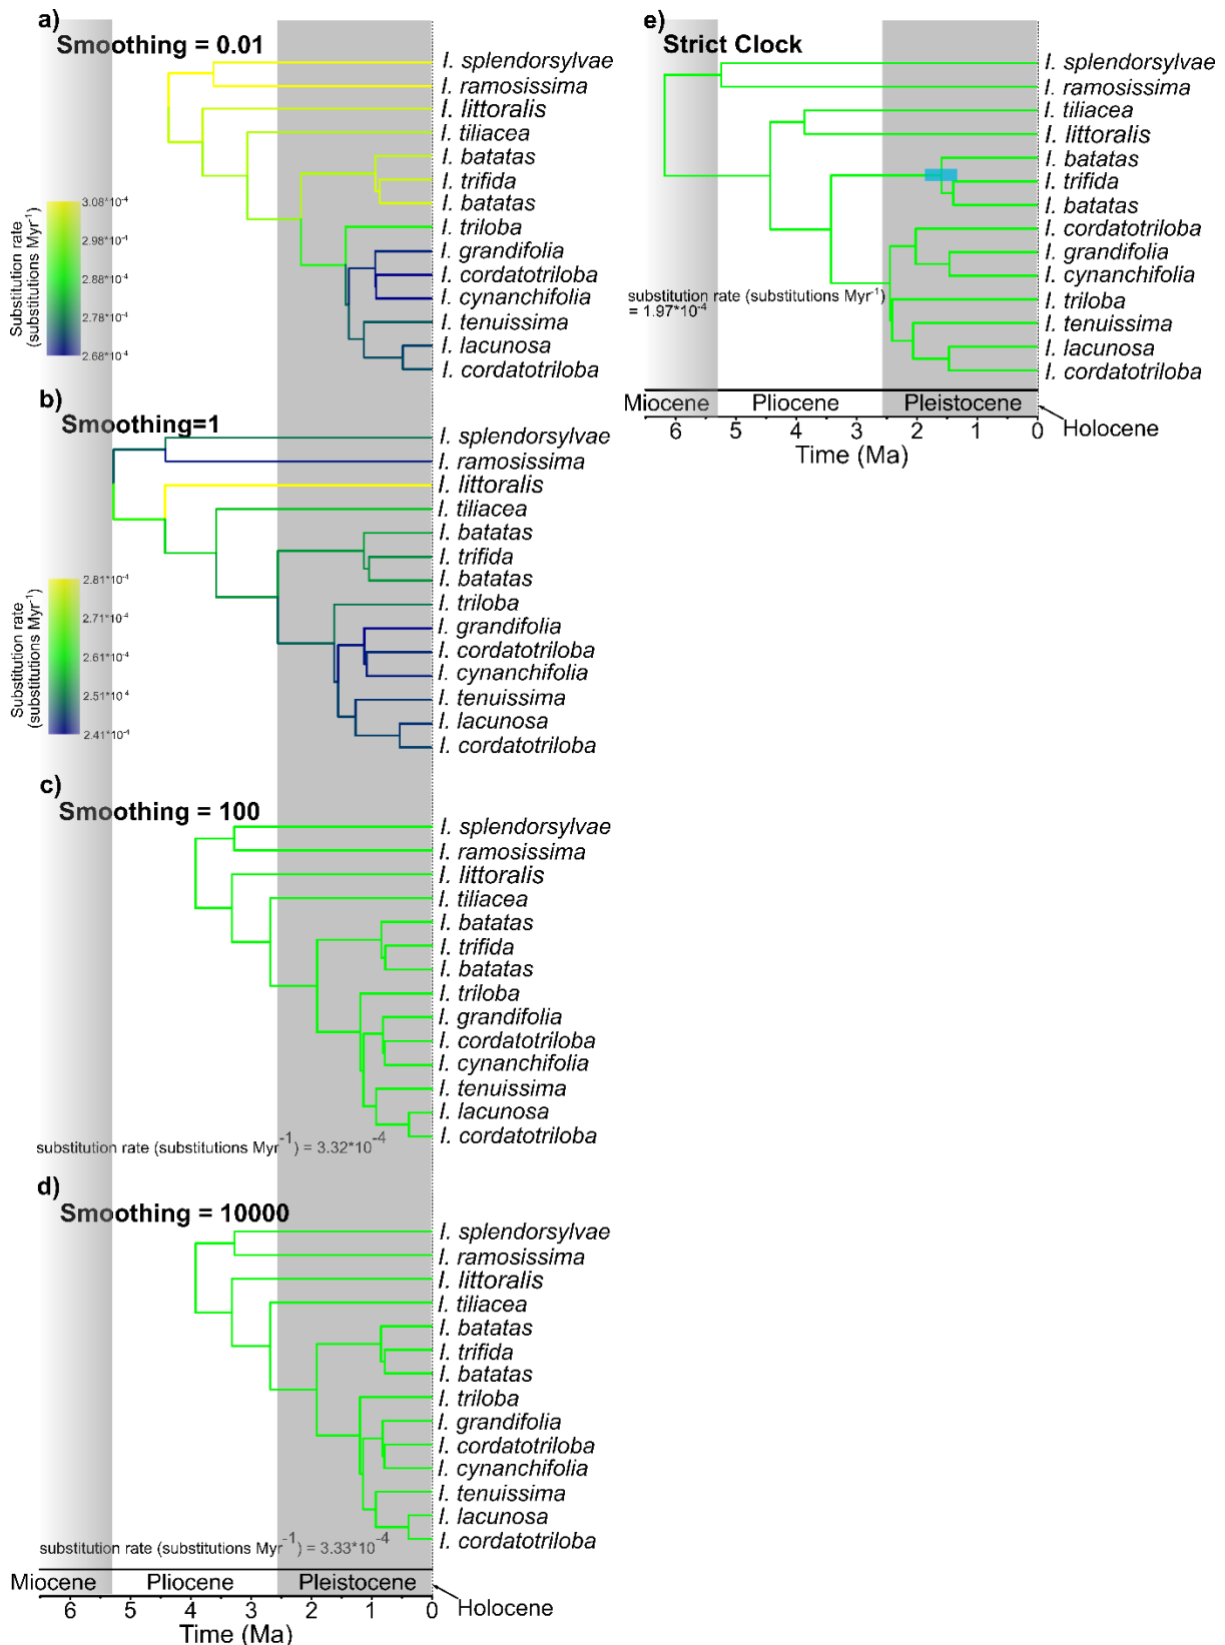 a)
Smoothing = 0.01
I. splendorsylvae
I. ramosissima
I. littoralis
I. tiliacea
I. batatas
I. trifida
I. batatas
I. triloba
I. grandifolia
I. cordatotriloba
I. cynanchifolia
I. tenuissima
I. lacunosa
I. cordatotriloba
Substitution rate
(substitutions Myr⁻¹)
3.08*10⁻⁴
2.98*10⁻⁴
2.88*10⁻⁴
2.78*10⁻⁴
2.68*10⁻⁴
b)
Smoothing=1
I. splendorsylvae
I. ramosissima
I. littoralis
I. tiliacea
I. batatas
I. trifida
I. batatas
I. triloba
I. grandifolia
I. cordatotriloba
I. cynanchifolia
I. tenuissima
I. lacunosa
I. cordatotriloba
Substitution rate
(substitutions Myr⁻¹)
2.81*10⁻⁴
2.71*10⁻⁴
2.61*10⁻⁴
2.51*10⁻⁴
2.41*10⁻⁴
c)
Smoothing = 100
I. splendorsylvae
I. ramosissima
I. littoralis
I. tiliacea
I. batatas
I. trifida
I. batatas
I. triloba
I. grandifolia
I. cordatotriloba
I. cynanchifolia
I. tenuissima
I. lacunosa
I. cordatotriloba
substitution rate (substitutions Myr⁻¹) = 3.32*10⁻⁴
d)
Smoothing = 10000
I. splendorsylvae
I. ramosissima
I. littoralis
I. tiliacea
I. batatas
I. trifida
I. batatas
I. triloba
I. grandifolia
I. cordatotriloba
I. cynanchifolia
I. tenuissima
I. lacunosa
I. cordatotriloba
substitution rate (substitutions Myr⁻¹) = 3.33*10⁻⁴
Miocene Pliocene Pleistocene
Holocene
6 5 4 3 2 1 0
Time (Ma)
e)
Strict Clock
I. splendorsylvae
I. ramosissima
I. tiliacea
I. littoralis
I. batatas
I. trifida
I. batatas
I. cordatotriloba
I. grandifolia
I. cynanchifolia
I. triloba
I. tenuissima
I. lacunosa
I. cordatotriloba
substitution rate (substitutions Myr⁻¹)
= 1.97*10⁻⁴
Miocene Pliocene Pleistocene
Holocene
6 5 4 3 2 1 0
Time (Ma)